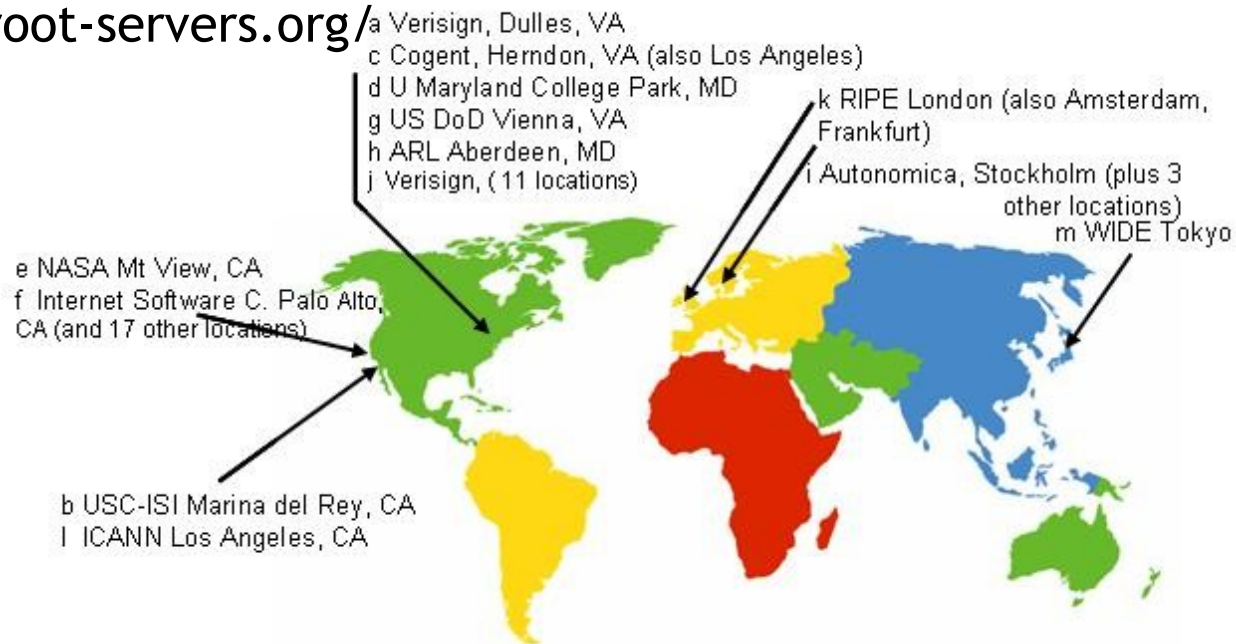 root-servers.org/
a Verisign, Dulles, VA
c Cogent, Herndon, VA (also Los Angeles)
d U Maryland College Park, MD
g US DoD Vienna, VA
h ARL Aberdeen, MD
j Verisign, ( 11 locations)
k RIPE London (also Amsterdam,
Frankfurt)
i Autonomica, Stockholm (plus 3
other locations)
m WIDE Tokyo
e NASA Mt View, CA
f Internet Software C. Palo Alto,
CA (and 17 other locations)
b USC-ISI Marina del Rey, CA
l ICANN Los Angeles, CA